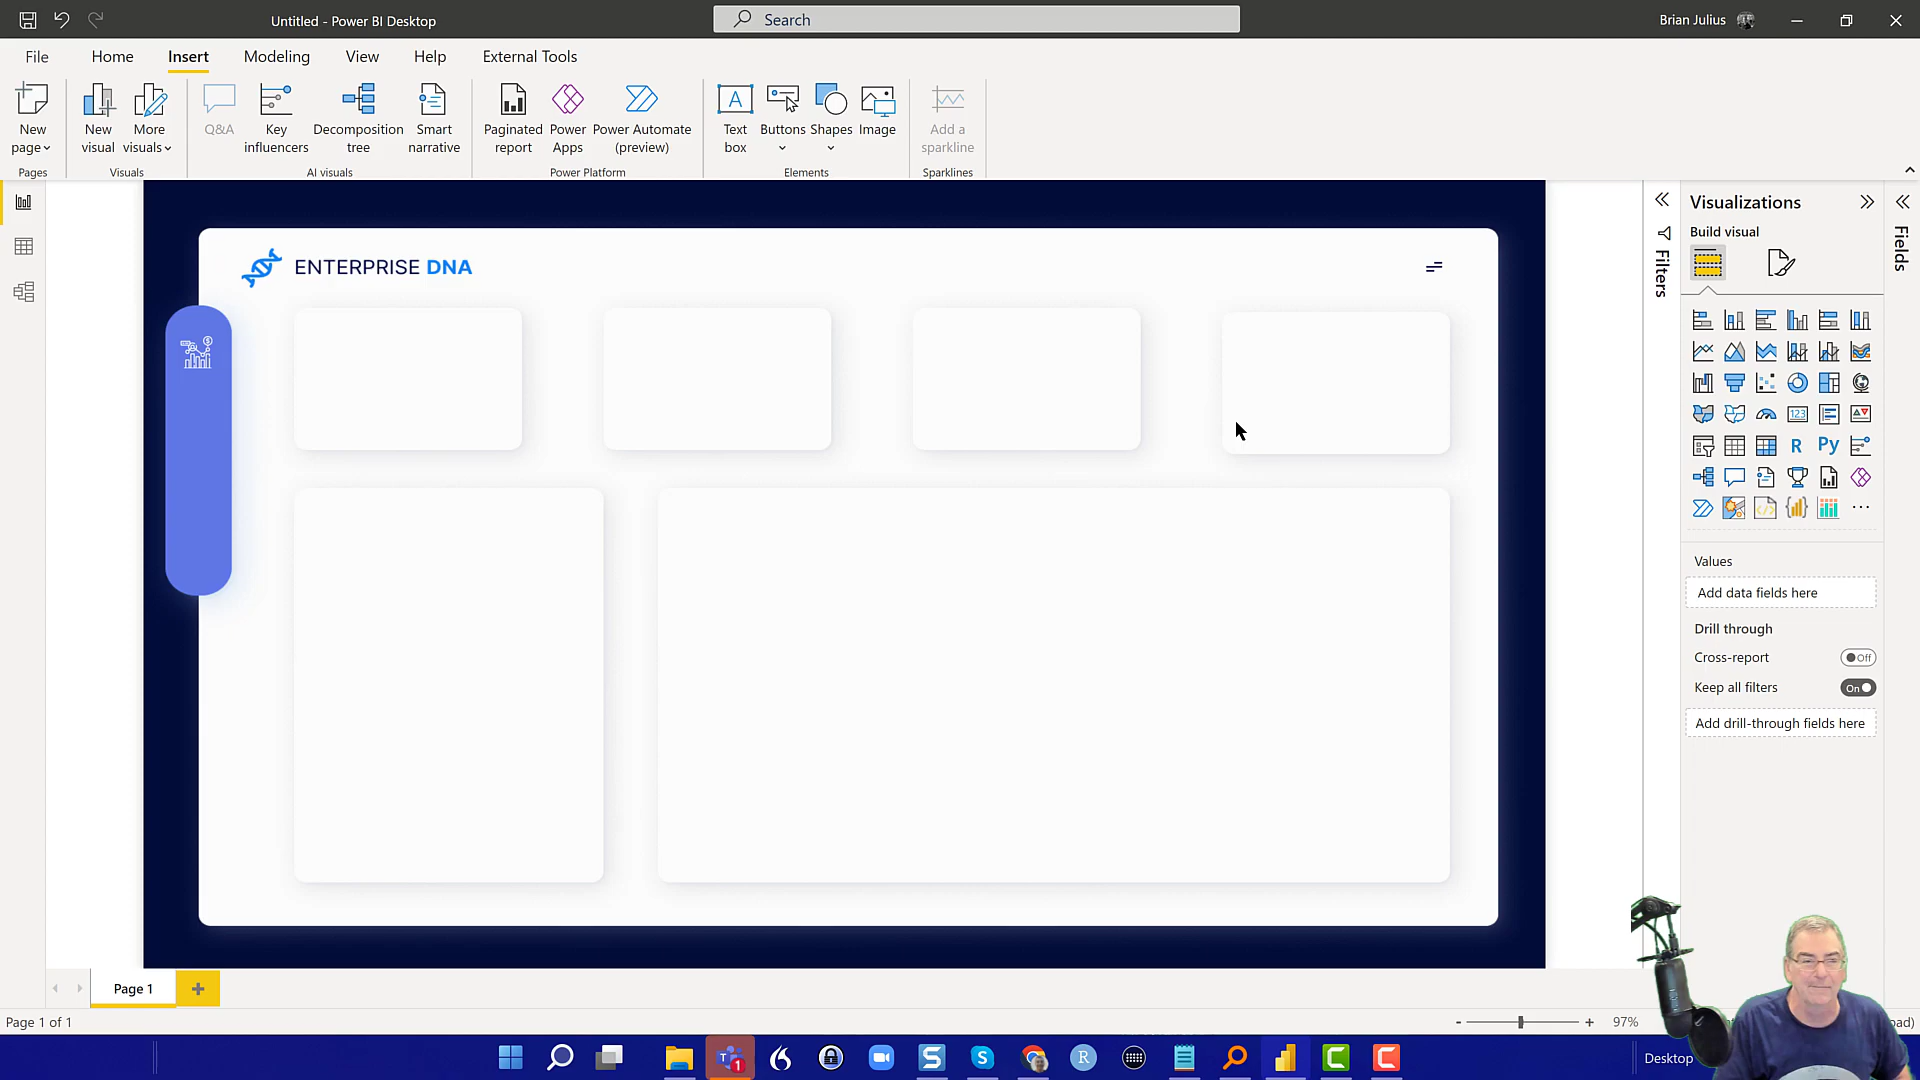 Untitled - Power BI Desktop
Search
Brian Julius
File
Home
Insert
Modeling
View
Help
External Tools
New page
New visual
More visuals
Q&A
Key influencers
Decomposition tree
Smart narrative
Paginated report
Power Apps
Power Automate (preview)
Text box
Buttons
Shapes
Image
Add a sparkline
Pages
Visuals
AI visuals
Power Platform
Elements
Sparklines
ENTERPRISE DNA
Filters
Visualizations
Build visual
Fields
123
R
Py
Values
Add data fields here
Drill through
Cross-report
Off
Keep all filters
On
Add drill-through fields here
Page 1
Page 1 of 1
- + 97%
oad)
T
1
S
S
R
C
C
Desktop